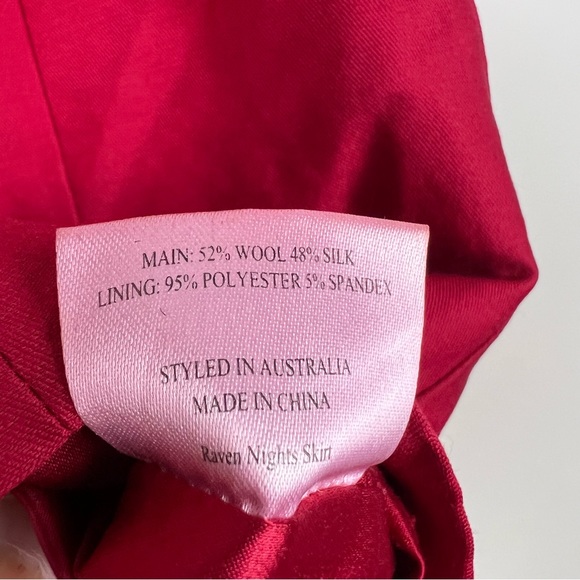 MAIN: 52% WOOL 48% SILK
LINING: 95% POLYESTER 5% SPANDEX
STYLED IN AUSTRALIA
MADE IN CHINA
Raven Nights Skirt